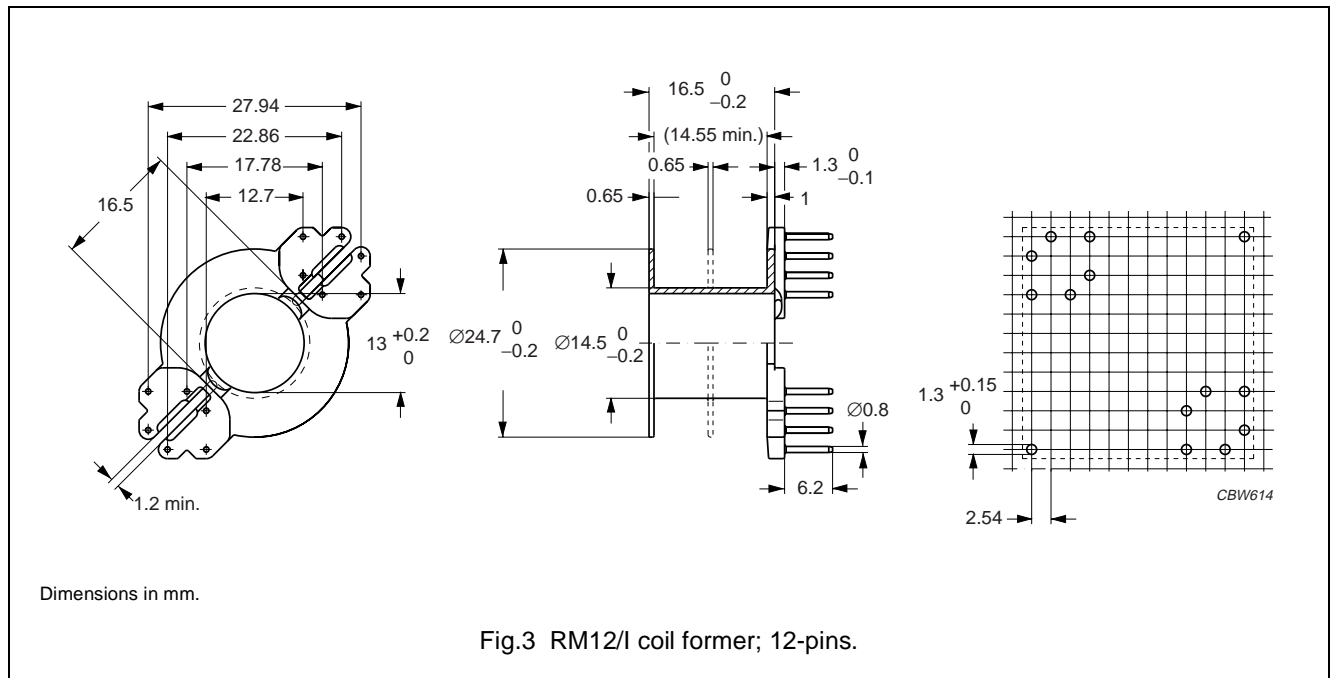 27.94
22.86
17.78
12.7
16.5
13 +0.2 0
1.2 min.
16.5 0 −0.2
(14.55 min.)
0.65
1.3 0 −0.1
0.65
1
∅24.7 0 −0.2
∅14.5 0 −0.2
∅0.8
6.2
1.3 +0.15 0
2.54
CBW614
Dimensions in mm.
Fig.3 RM12/I coil former; 12-pins.